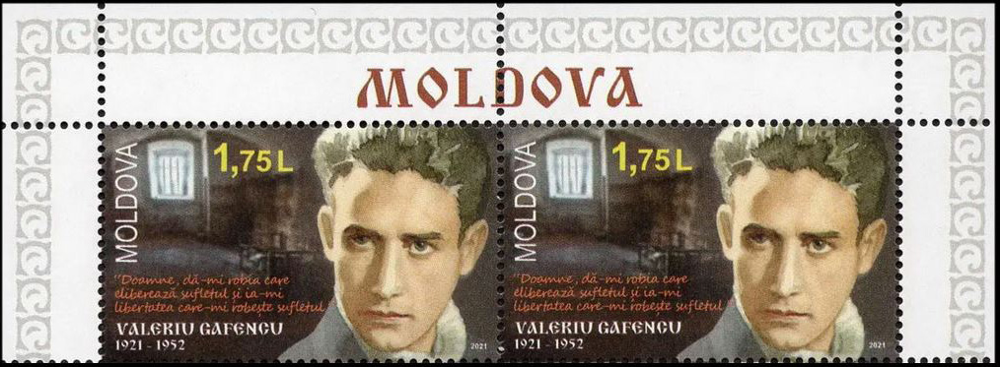 MOLDOVA
MOLDOVA
1,75 L
"Doamne, dă-mi robia care
eliberează sufletul și ia-mi
libertatea care-mi robește sufletul
VALERIU GAFENCU
1921 - 1952
2021
MOLDOVA
1,75 L
"Doamne, dă-mi robia care
eliberează sufletul și ia-mi
libertatea care-mi robește sufletul
VALERIU GAFENCU
1921 - 1952
2021